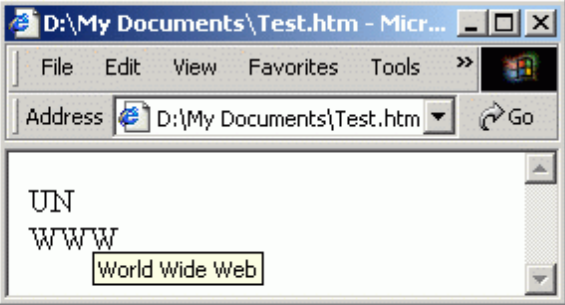 D:\My Documents\Test.htm - Micr...
File Edit View Favorites Tools »
Address D:\My Documents\Test.htm Go
UN
WWW
World Wide Web